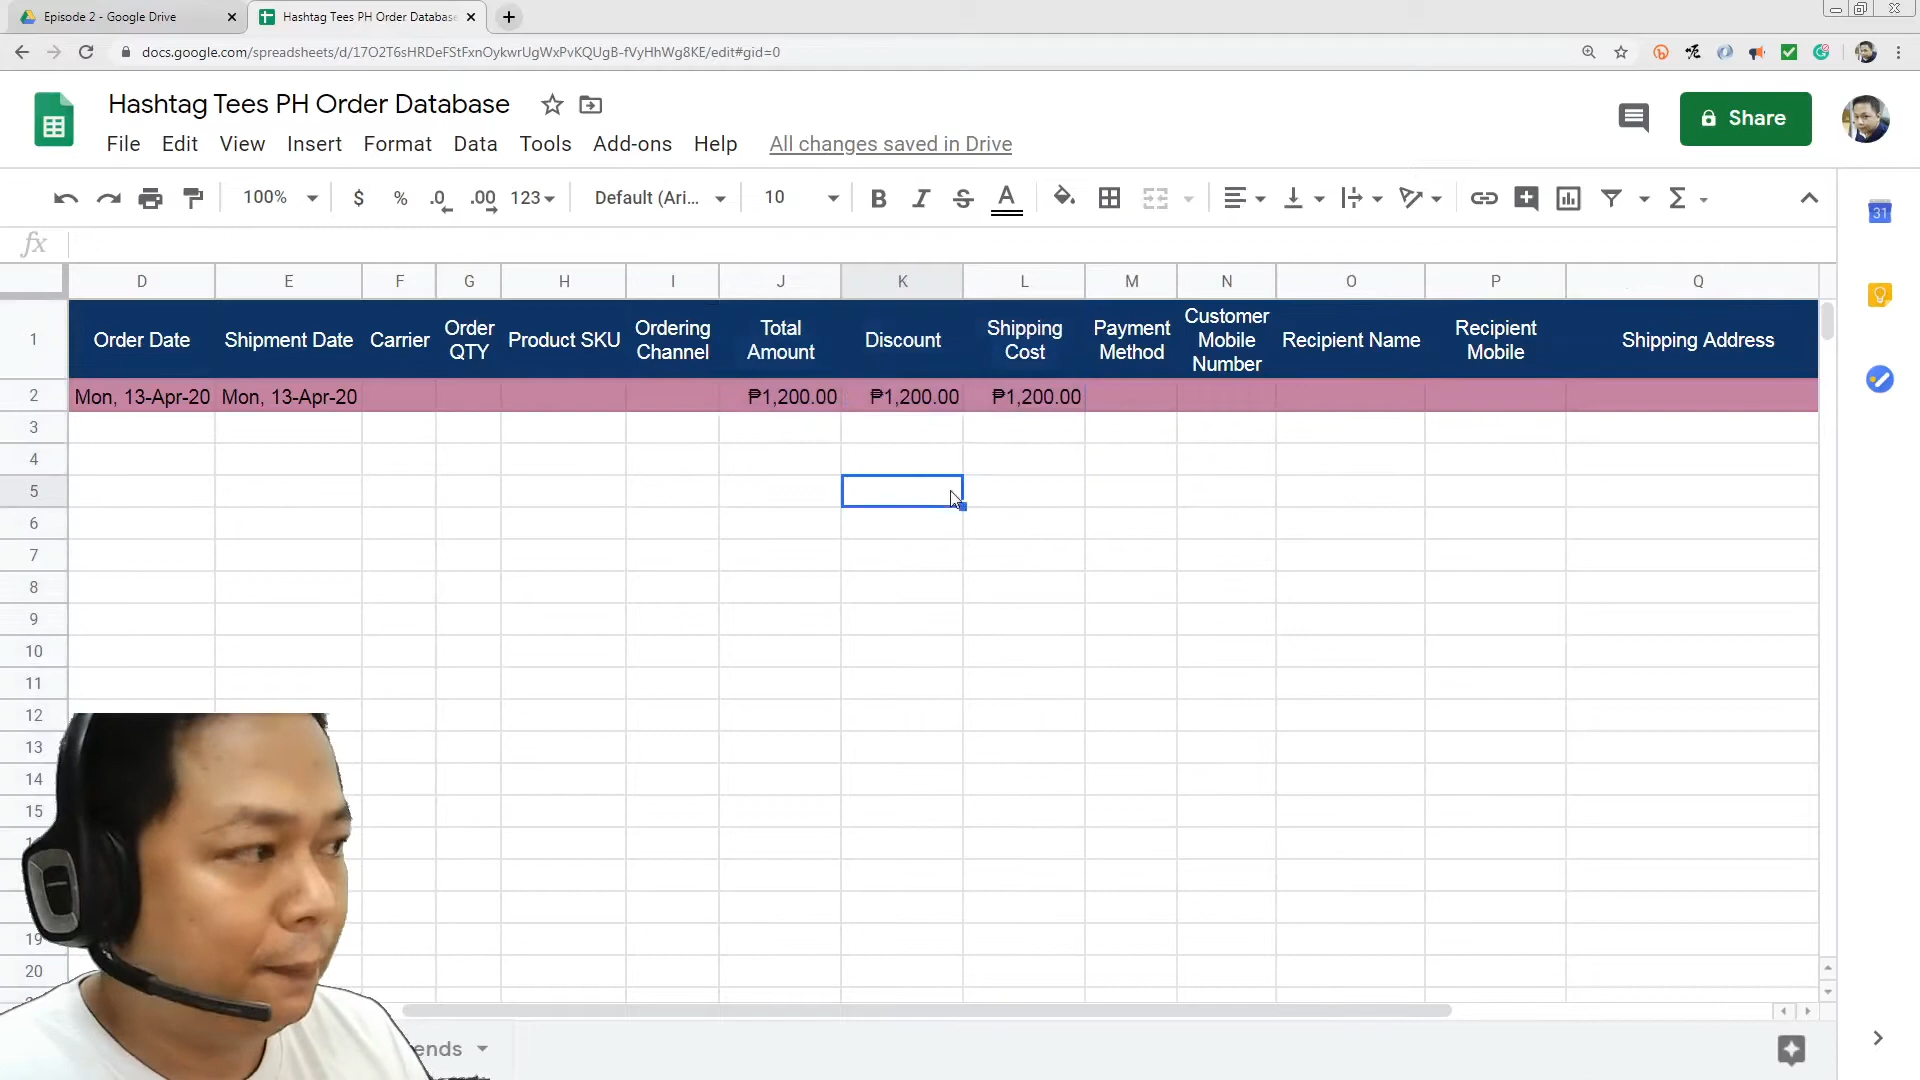 Episode 2 - Google Drive
Hashtag Tees PH Order Database
docs.google.com/spreadsheets/d/17O2T6sHRDeFStFxnOykwrUgWxPvKQUgB-fVyHhWg8KE/edit#gid=0
Hashtag Tees PH Order Database
Share
File Edit View Insert Format Data Tools Add-ons Help All changes saved in Drive
100% $ % .0 .00 123 Default (Ari... 10 B I S A
31
fx
D E F G H I J K L M N O P Q
1 Order Date Shipment Date Carrier Order QTY Product SKU Ordering Channel Total Amount Discount Shipping Cost Payment Method Customer Mobile Number Recipient Name Recipient Mobile Shipping Address
2 Mon, 13-Apr-20 Mon, 13-Apr-20 ₱1,200.00 ₱1,200.00 ₱1,200.00
3
4
5
6
7
8
9
10
11
12
13
14
15
19
20
ends